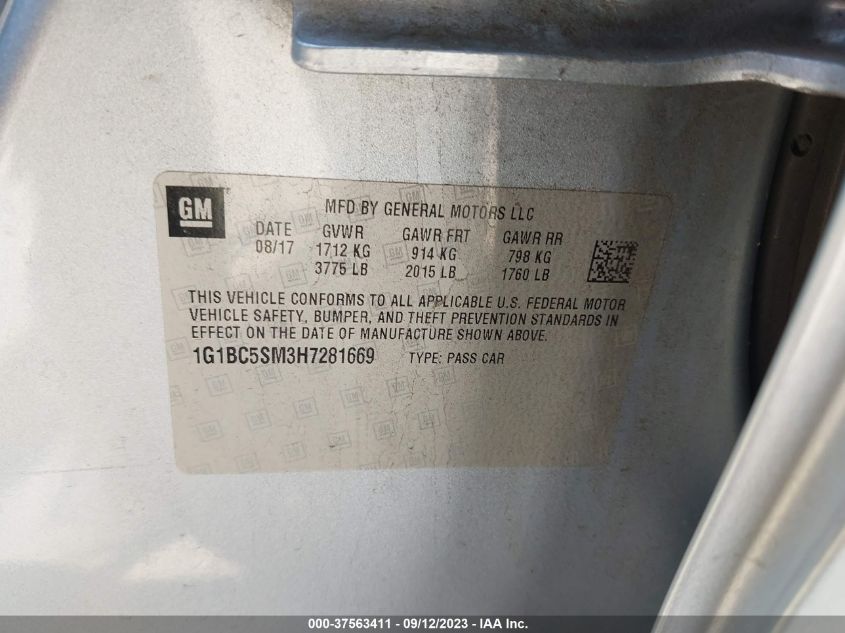 GM
MFD BY GENERAL MOTORS LLC
DATE GVWR GAWR FRT GAWR RR
08/17 1712 KG 914 KG 798 KG
3775 LB 2015 LB 1760 LB
THIS VEHICLE CONFORMS TO ALL APPLICABLE U.S. FEDERAL MOTOR
VEHICLE SAFETY, BUMPER, AND THEFT PREVENTION STANDARDS IN
EFFECT ON THE DATE OF MANUFACTURE SHOWN ABOVE.
1G1BC5SM3H7281669 TYPE: PASS CAR
000-37563411 - 09/12/2023 - IAA Inc.